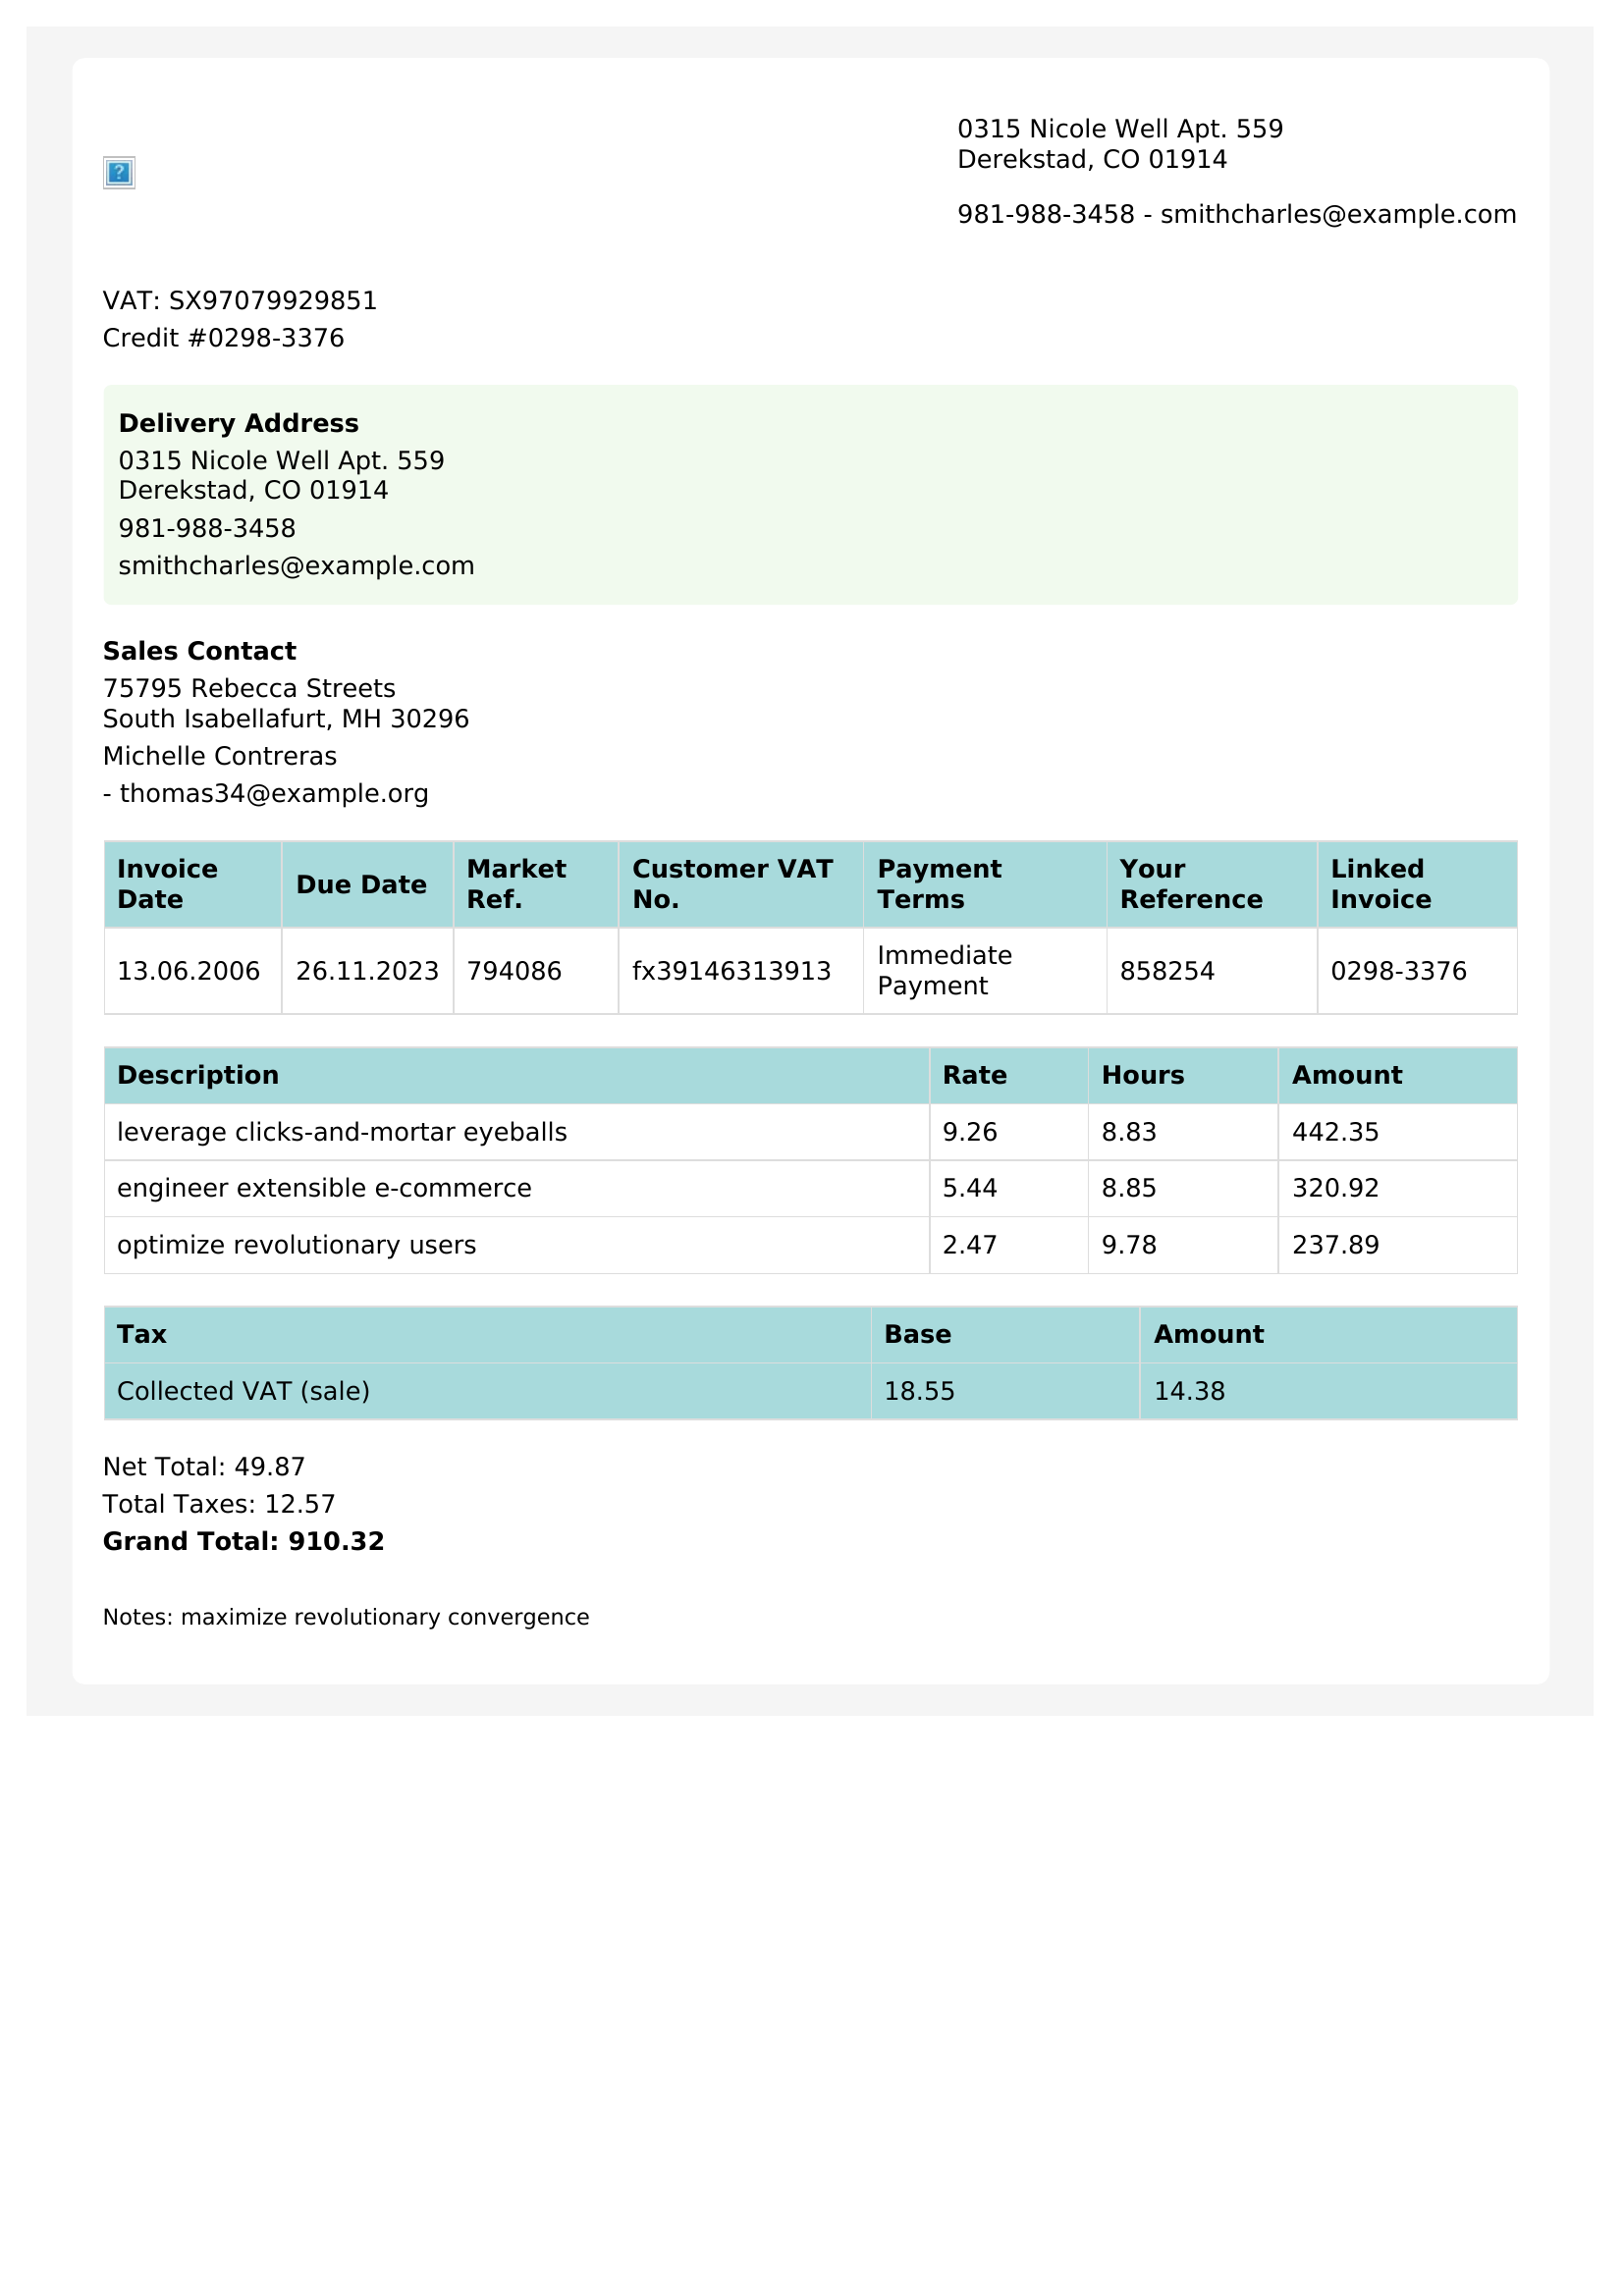 0315 Nicole Well Apt. 559
Derekstad, CO 01914
981-988-3458 - smithcharles@example.com
VAT: SX97079929851
Credit #0298-3376
Delivery Address
0315 Nicole Well Apt. 559
Derekstad, CO 01914
981-988-3458
smithcharles@example.com
Sales Contact
75795 Rebecca Streets
South Isabellafurt, MH 30296
Michelle Contreras
- thomas34@example.org
Invoice Date Due Date Market Ref. Customer VAT No. Payment Terms Your Reference Linked Invoice
13.06.2006 26.11.2023 794086 fx39146313913 Immediate Payment 858254 0298-3376
Description Rate Hours Amount
leverage clicks-and-mortar eyeballs 9.26 8.83 442.35
engineer extensible e-commerce 5.44 8.85 320.92
optimize revolutionary users 2.47 9.78 237.89
Tax Base Amount
Collected VAT (sale) 18.55 14.38
Net Total: 49.87
Total Taxes: 12.57
Grand Total: 910.32
Notes: maximize revolutionary convergence